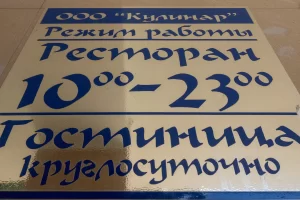 ООО "Кулинар"
Режим работы
Ресторан
10⁰⁰-23⁰⁰
Гостиница
круглосуточно